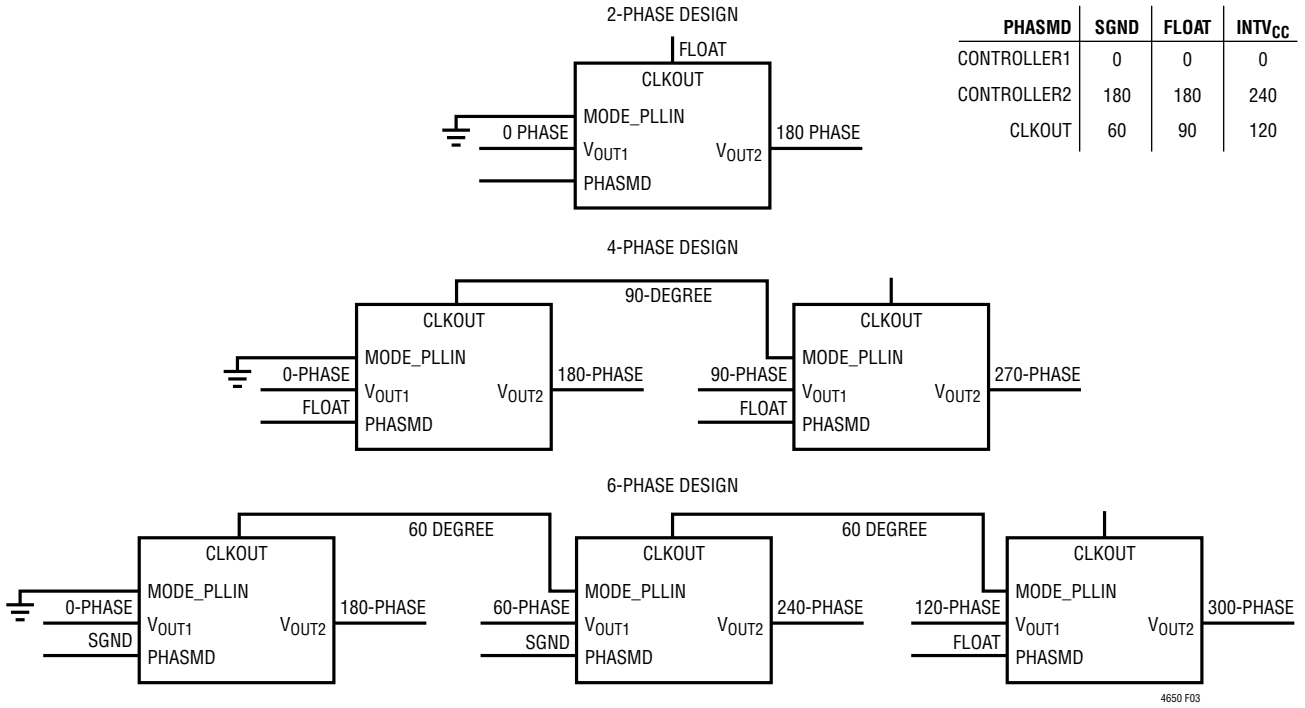 2-PHASE DESIGN
FLOAT
CLKOUT
MODE_PLLIN
0 PHASE
180 PHASE
VOUT1
VOUT2
PHASMD
PHASMD SGND FLOAT INTVCC
CONTROLLER1 0 0 0
CONTROLLER2 180 180 240
CLKOUT 60 90 120
4-PHASE DESIGN
90-DEGREE
CLKOUT
CLKOUT
MODE_PLLIN
MODE_PLLIN
0-PHASE
180-PHASE
90-PHASE
270-PHASE
VOUT1
VOUT2
VOUT1
VOUT2
FLOAT
FLOAT
PHASMD
PHASMD
6-PHASE DESIGN
60 DEGREE
60 DEGREE
CLKOUT
CLKOUT
CLKOUT
MODE_PLLIN
MODE_PLLIN
MODE_PLLIN
0-PHASE
180-PHASE
60-PHASE
240-PHASE
120-PHASE
300-PHASE
VOUT1
VOUT2
VOUT1
VOUT2
VOUT1
VOUT2
SGND
SGND
FLOAT
PHASMD
PHASMD
PHASMD
4650 F03